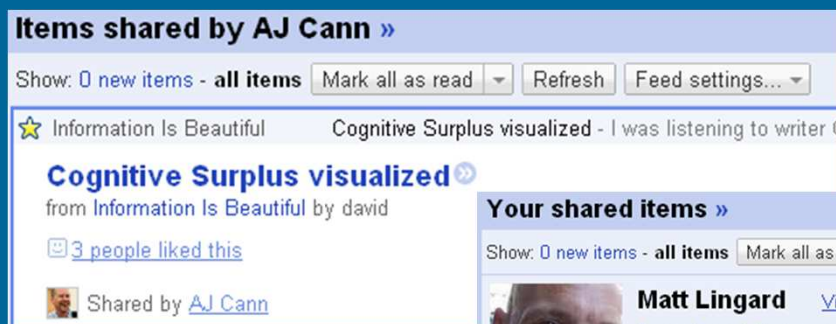 Items shared by AJ Cann »
Show: 0 new items - all items Mark all as read Refresh Feed settings...
Information Is Beautiful Cognitive Surplus visualized - I was listening to writer
Cognitive Surplus visualized »
from Information Is Beautiful by david
3 people liked this
Shared by AJ Cann
Your shared items »
Show: 0 new items - all items Mark all as
Matt Lingard